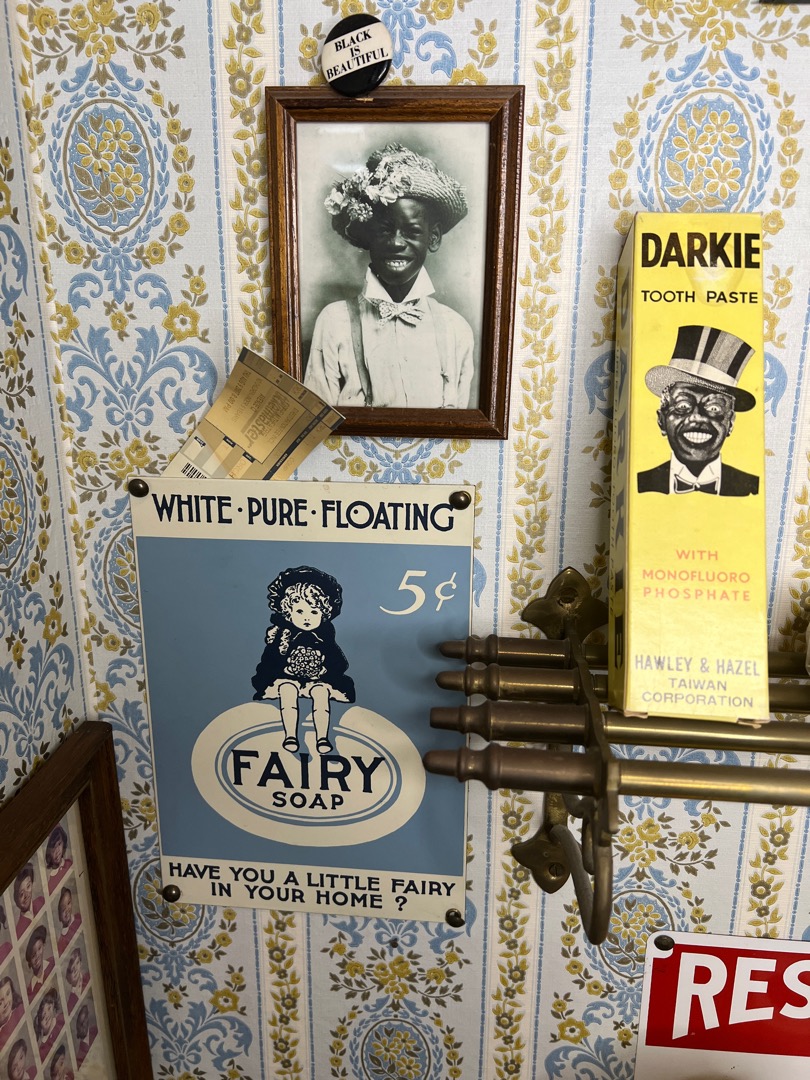 BLACK
IS
BEAUTIFUL
DARKIE
TOOTH PASTE
WITH
MONOFLUORO
PHOSPHATE
HAWLEY & HAZEL
TAIWAN
CORPORATION
WHITE·PURE·FLOATING
5¢
FAIRY
SOAP
HAVE YOU A LITTLE FAIRY
IN YOUR HOME ?
RES